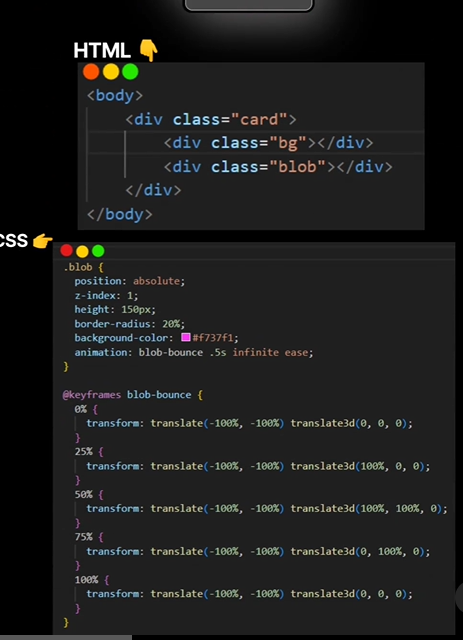 HTML 👇
<body>
<div class="card">
<div class="bg"></div>
<div class="blob"></div>
</div>
</body>
CSS 👉
.blob {
position: absolute;
z-index: 1;
height: 150px;
border-radius: 20%;
background-color: #f737f1;
animation: blob-bounce .5s infinite ease;
}
@keyframes blob-bounce {
0% {
transform: translate(-100%, -100%) translate3d(0, 0, 0);
}
25% {
transform: translate(-100%, -100%) translate3d(100%, 0, 0);
}
50% {
transform: translate(-100%, -100%) translate3d(100%, 100%, 0);
}
75% {
transform: translate(-100%, -100%) translate3d(0, 100%, 0);
}
100% {
transform: translate(-100%, -100%) translate3d(0, 0, 0);
}
}